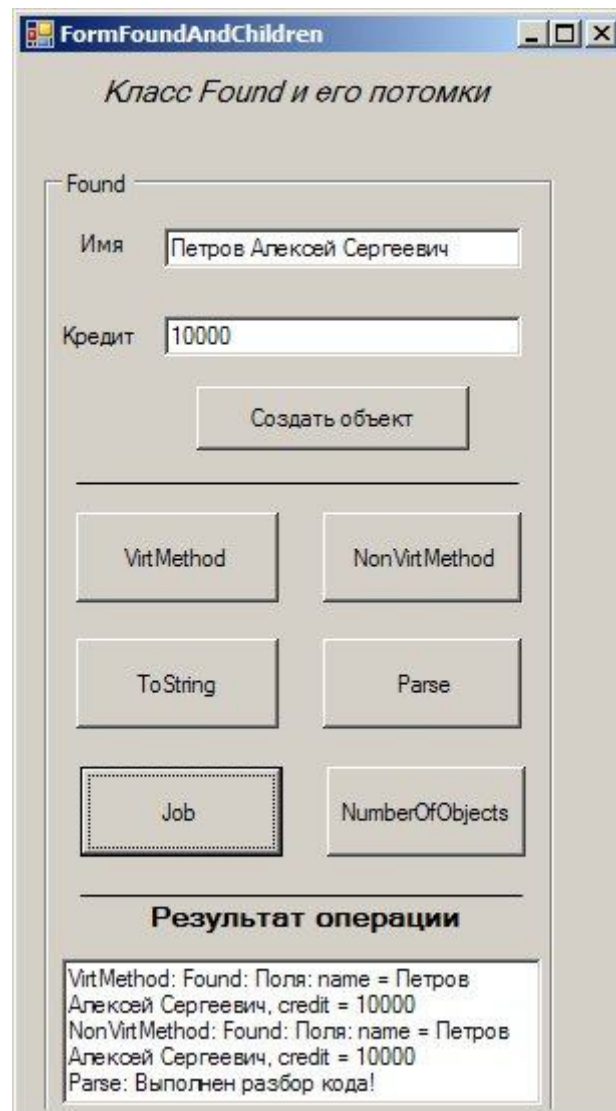 FormFoundAndChildren
Класс Found и его потомки
Found
Имя
Петров Алексей Сергеевич
Кредит
10000
Создать объект
VirtMethod
NonVirtMethod
ToString
Parse
Job
NumberOfObjects
Результат операции
VirtMethod: Found: Поля: name = Петров
Алексей Сергеевич, credit = 10000
NonVirtMethod: Found: Поля: name = Петров
Алексей Сергеевич, credit = 10000
Parse: Выполнен разбор кода!